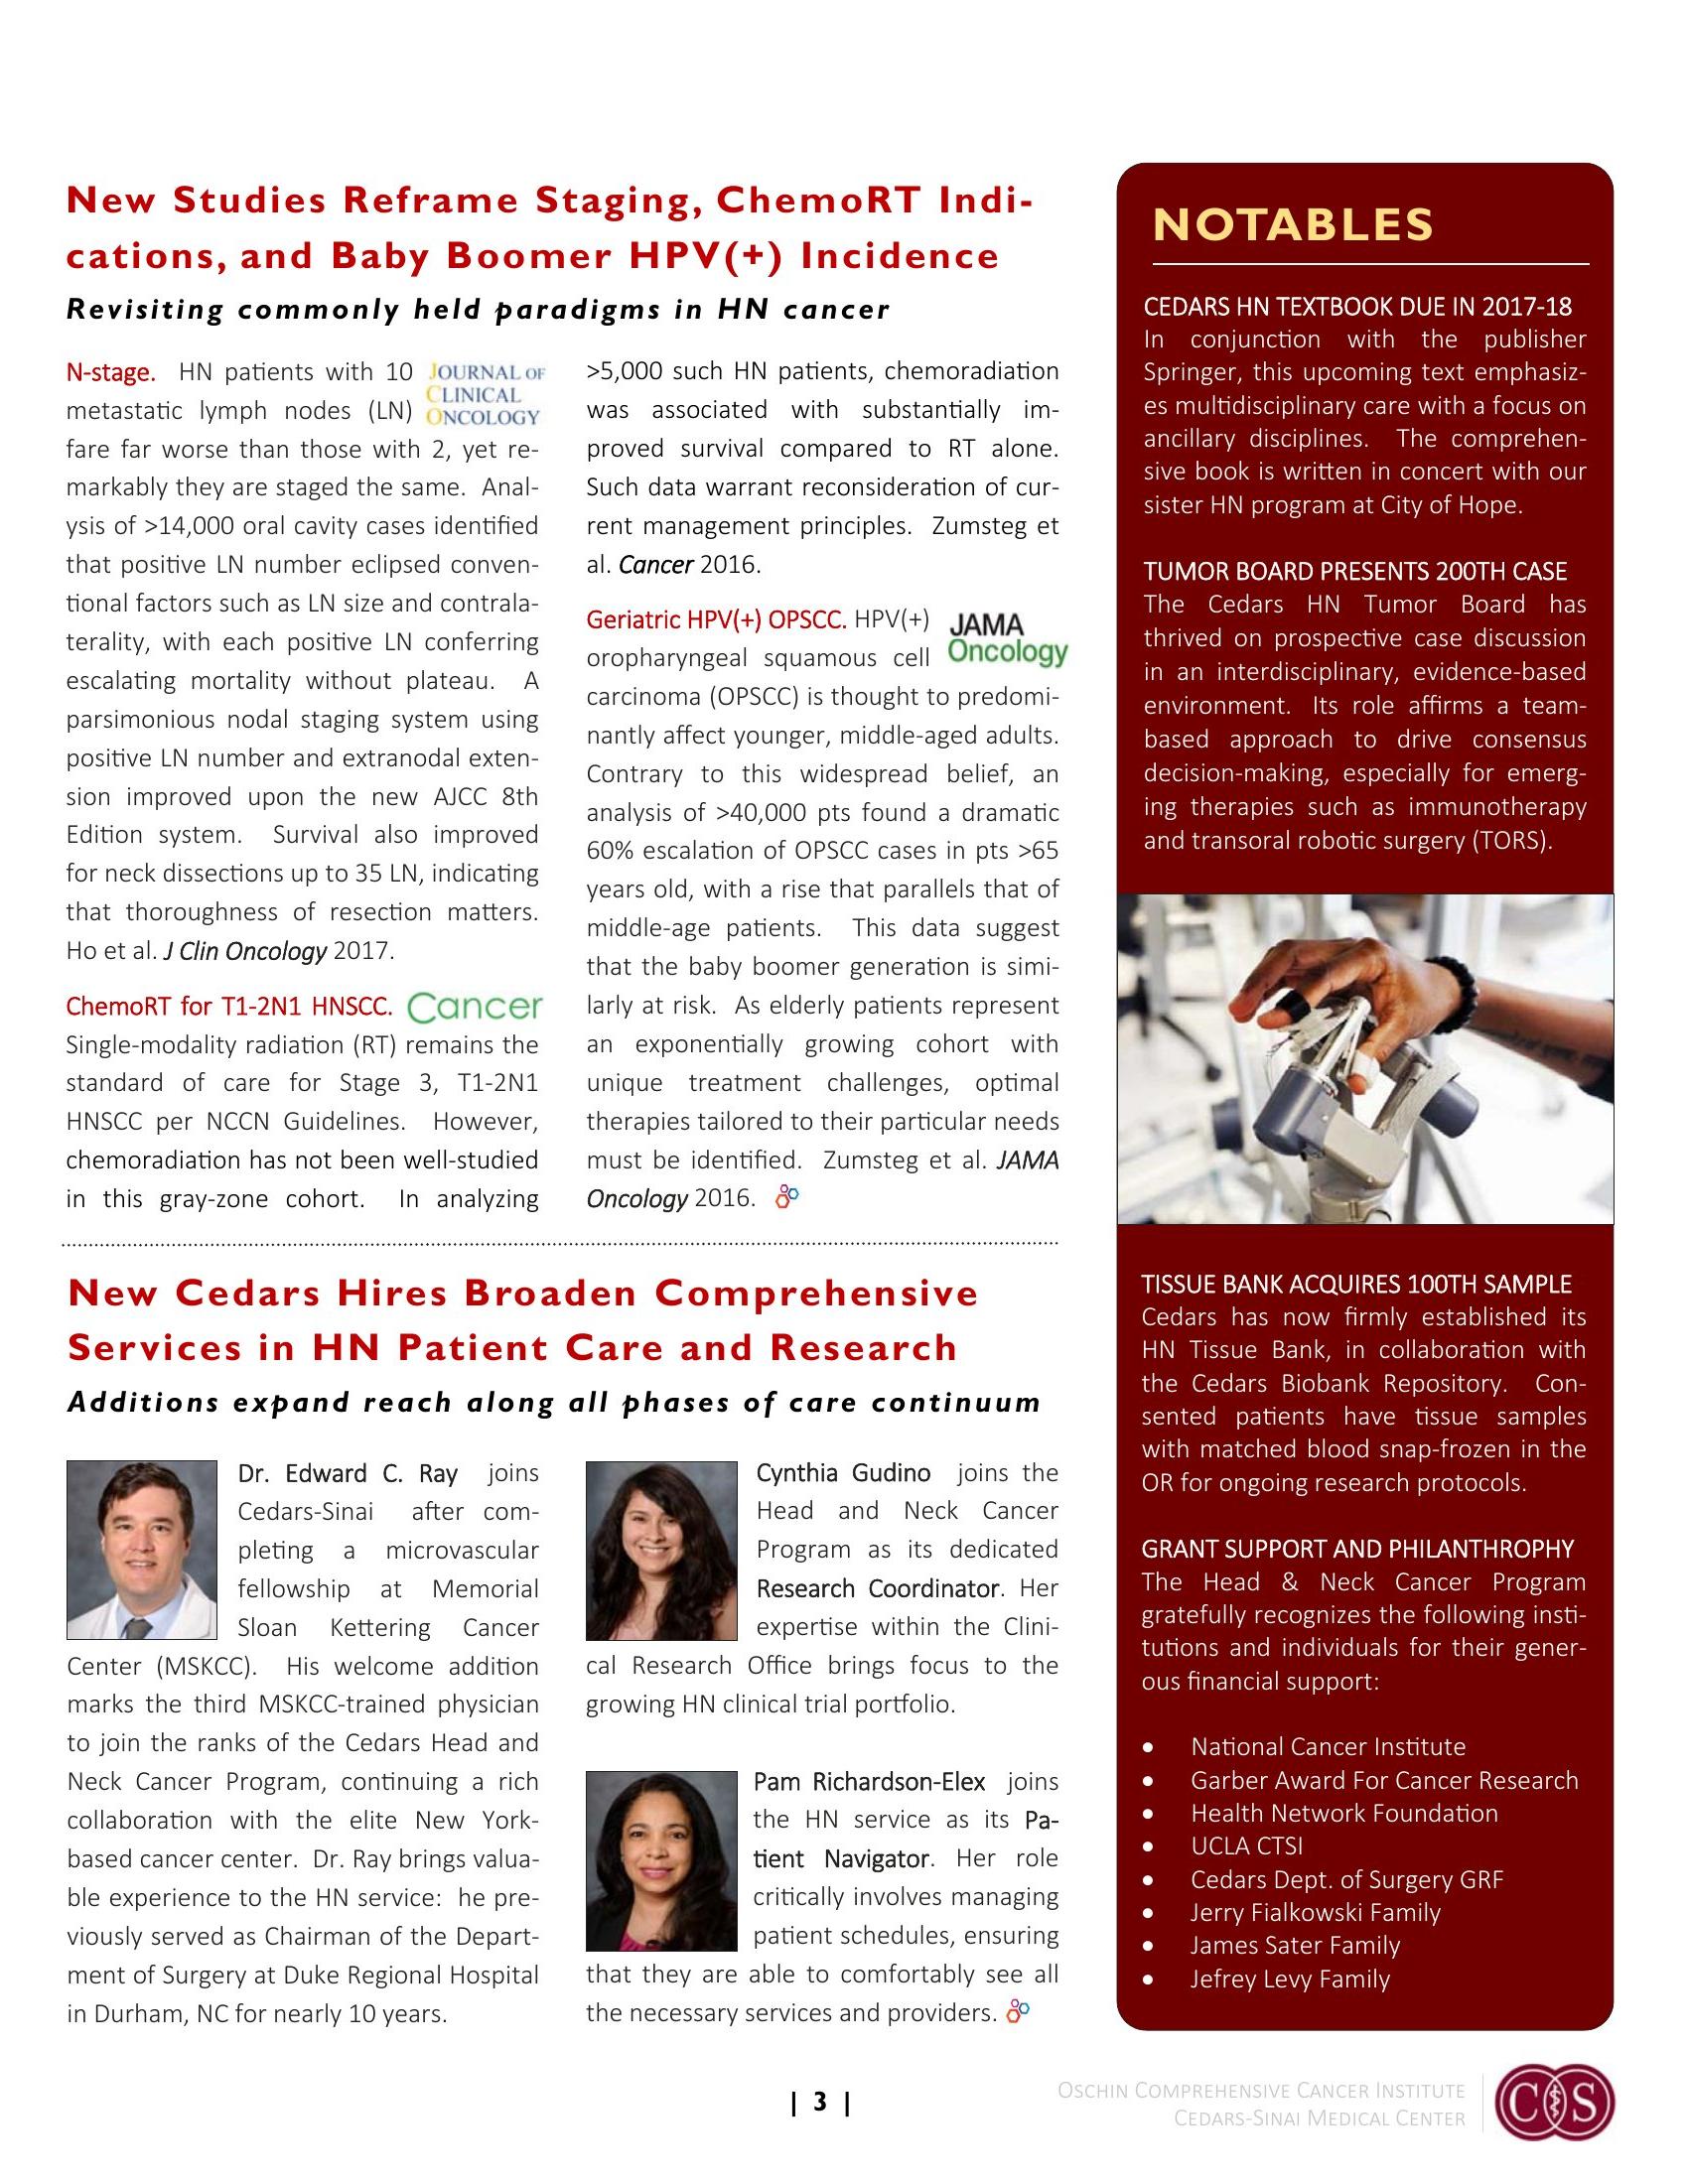 New Studies Reframe Staging, ChemoRT Indi-
cations, and Baby Boomer HPV(+) Incidence
Revisiting commonly held paradigms in HN cancer
N-stage. HN patients with 10
metastatic lymph nodes (LN)
JOURNAL OF
CLINICAL
ONCOLOGY
fare far worse than those with 2, yet re-
markably they are staged the same. Anal-
ysis of >14,000 oral cavity cases identified
that positive LN number eclipsed conven-
tional factors such as LN size and contrala-
terality, with each positive LN conferring
escalating mortality without plateau. A
parsimonious nodal staging system using
positive LN number and extranodal exten-
sion improved upon the new AJCC 8th
Edition system. Survival also improved
for neck dissections up to 35 LN, indicating
that thoroughness of resection matters.
Ho et al. J Clin Oncology 2017.
ChemoRT for T1-2N1 HNSCC. Cancer
Single-modality radiation (RT) remains the
standard of care for Stage 3, T1-2N1
HNSCC per NCCN Guidelines. However,
chemoradiation has not been well-studied
in this gray-zone cohort. In analyzing
>5,000 such HN patients, chemoradiation
was associated with substantially im-
proved survival compared to RT alone.
Such data warrant reconsideration of cur-
rent management principles. Zumsteg et
al. Cancer 2016.
Geriatric HPV(+) OPSCC. HPV(+)
oropharyngeal squamous cell
JAMA
Oncology
carcinoma (OPSCC) is thought to predomi-
nantly affect younger, middle-aged adults.
Contrary to this widespread belief, an
analysis of >40,000 pts found a dramatic
60% escalation of OPSCC cases in pts >65
years old, with a rise that parallels that of
middle-age patients. This data suggest
that the baby boomer generation is simi-
larly at risk. As elderly patients represent
an exponentially growing cohort with
unique treatment challenges, optimal
therapies tailored to their particular needs
must be identified. Zumsteg et al. JAMA
Oncology 2016.
New Cedars Hires Broaden Comprehensive
Services in HN Patient Care and Research
Additions expand reach along all phases of care continuum
Dr. Edward C. Ray joins
Cedars-Sinai after com-
pleting a microvascular
fellowship at Memorial
Sloan Kettering Cancer
Center (MSKCC). His welcome addition
marks the third MSKCC-trained physician
to join the ranks of the Cedars Head and
Neck Cancer Program, continuing a rich
collaboration with the elite New York-
based cancer center. Dr. Ray brings valua-
ble experience to the HN service: he pre-
viously served as Chairman of the Depart-
ment of Surgery at Duke Regional Hospital
in Durham, NC for nearly 10 years.
Cynthia Gudino joins the
Head and Neck Cancer
Program as its dedicated
Research Coordinator. Her
expertise within the Clini-
cal Research Office brings focus to the
growing HN clinical trial portfolio.
Pam Richardson-Elex joins
the HN service as its Pa-
tient Navigator. Her role
critically involves managing
patient schedules, ensuring
that they are able to comfortably see all
the necessary services and providers.
NOTABLES
CEDARS HN TEXTBOOK DUE IN 2017-18
In conjunction with the publisher
Springer, this upcoming text emphasiz-
es multidisciplinary care with a focus on
ancillary disciplines. The comprehen-
sive book is written in concert with our
sister HN program at City of Hope.
TUMOR BOARD PRESENTS 200TH CASE
The Cedars HN Tumor Board has
thrived on prospective case discussion
in an interdisciplinary, evidence-based
environment. Its role affirms a team-
based approach to drive consensus
decision-making, especially for emerg-
ing therapies such as immunotherapy
and transoral robotic surgery (TORS).
TISSUE BANK ACQUIRES 100TH SAMPLE
Cedars has now firmly established its
HN Tissue Bank, in collaboration with
the Cedars Biobank Repository. Con-
sented patients have tissue samples
with matched blood snap-frozen in the
OR for ongoing research protocols.
GRANT SUPPORT AND PHILANTHROPHY
The Head & Neck Cancer Program
gratefully recognizes the following insti-
tutions and individuals for their gener-
ous financial support:
• National Cancer Institute
• Garber Award For Cancer Research
• Health Network Foundation
• UCLA CTSI
• Cedars Dept. of Surgery GRF
• Jerry Fialkowski Family
• James Sater Family
• Jefrey Levy Family
| 3 |
OSCHIN COMPREHENSIVE CANCER INSTITUTE
CEDARS-SINAI MEDICAL CENTER
CS